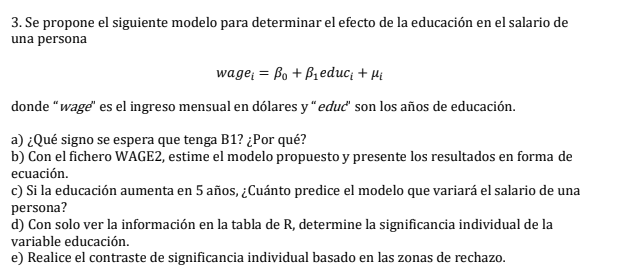 3. Se propone el siguiente modelo para determinar el efecto de la educación en el salario de
una persona
wageᵢ = β₀ + β₁educᵢ + μᵢ
donde “wage” es el ingreso mensual en dólares y “educ” son los años de educación.
a) ¿Qué signo se espera que tenga B1? ¿Por qué?
b) Con el fichero WAGE2, estime el modelo propuesto y presente los resultados en forma de
ecuación.
c) Si la educación aumenta en 5 años, ¿Cuánto predice el modelo que variará el salario de una
persona?
d) Con solo ver la información en la tabla de R, determine la significancia individual de la
variable educación.
e) Realice el contraste de significancia individual basado en las zonas de rechazo.